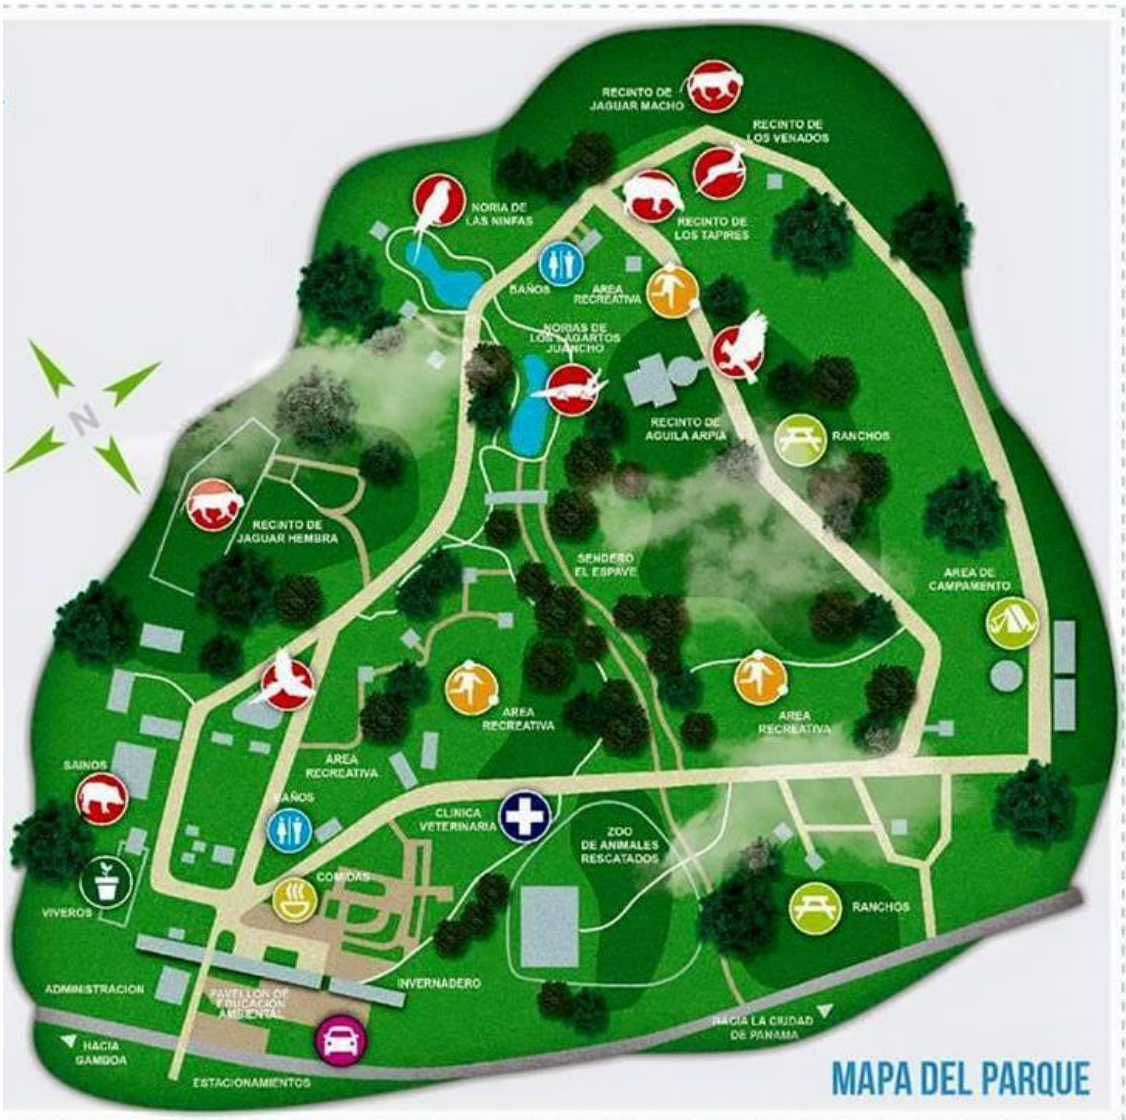 RECINTO DE
JAGUAR MACHO
RECINTO DE
LOS VENADOS
NORIA DE
LAS NINFAS
RECINTO DE
LOS TAPIRES
BAÑOS
AREA
RECREATIVA
NORIAS DE
LOS LAGARTOS
JUANCHO
RECINTO DE
AGUILA ARPIA
RANCHOS
N
RECINTO DE
JAGUAR HEMBRA
SENDERO
EL ESPAVE
AREA DE
CAMPAMENTO
AREA
RECREATIVA
AREA
RECREATIVA
AREA
RECREATIVA
SAINOS
BAÑOS
CLINICA
VETERINARIA
ZOO
DE ANIMALES
RESCATADOS
COMIDAS
VIVEROS
RANCHOS
INVERNADERO
ADMINISTRACION
PAVELLON DE
EDUCACIÓN
AMBIENTAL
HACIA LA CIUDAD
DE PANAMA
HACIA
GAMBOA
ESTACIONAMIENTOS
MAPA DEL PARQUE